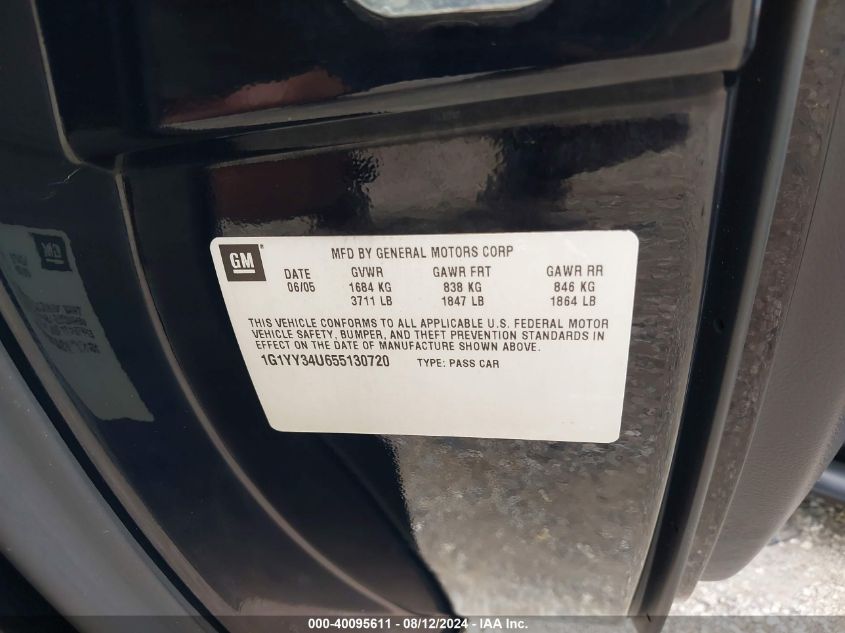 GM
MFD BY GENERAL MOTORS CORP
DATE GVWR GAWR FRT GAWR RR
06/05 1684 KG 838 KG 846 KG
3711 LB 1847 LB 1864 LB
THIS VEHICLE CONFORMS TO ALL APPLICABLE U.S. FEDERAL MOTOR
VEHICLE SAFETY, BUMPER, AND THEFT PREVENTION STANDARDS IN
EFFECT ON THE DATE OF MANUFACTURE SHOWN ABOVE.
1G1YY34U655130720 TYPE: PASS CAR
000-40095611 - 08/12/2024 - IAA Inc.